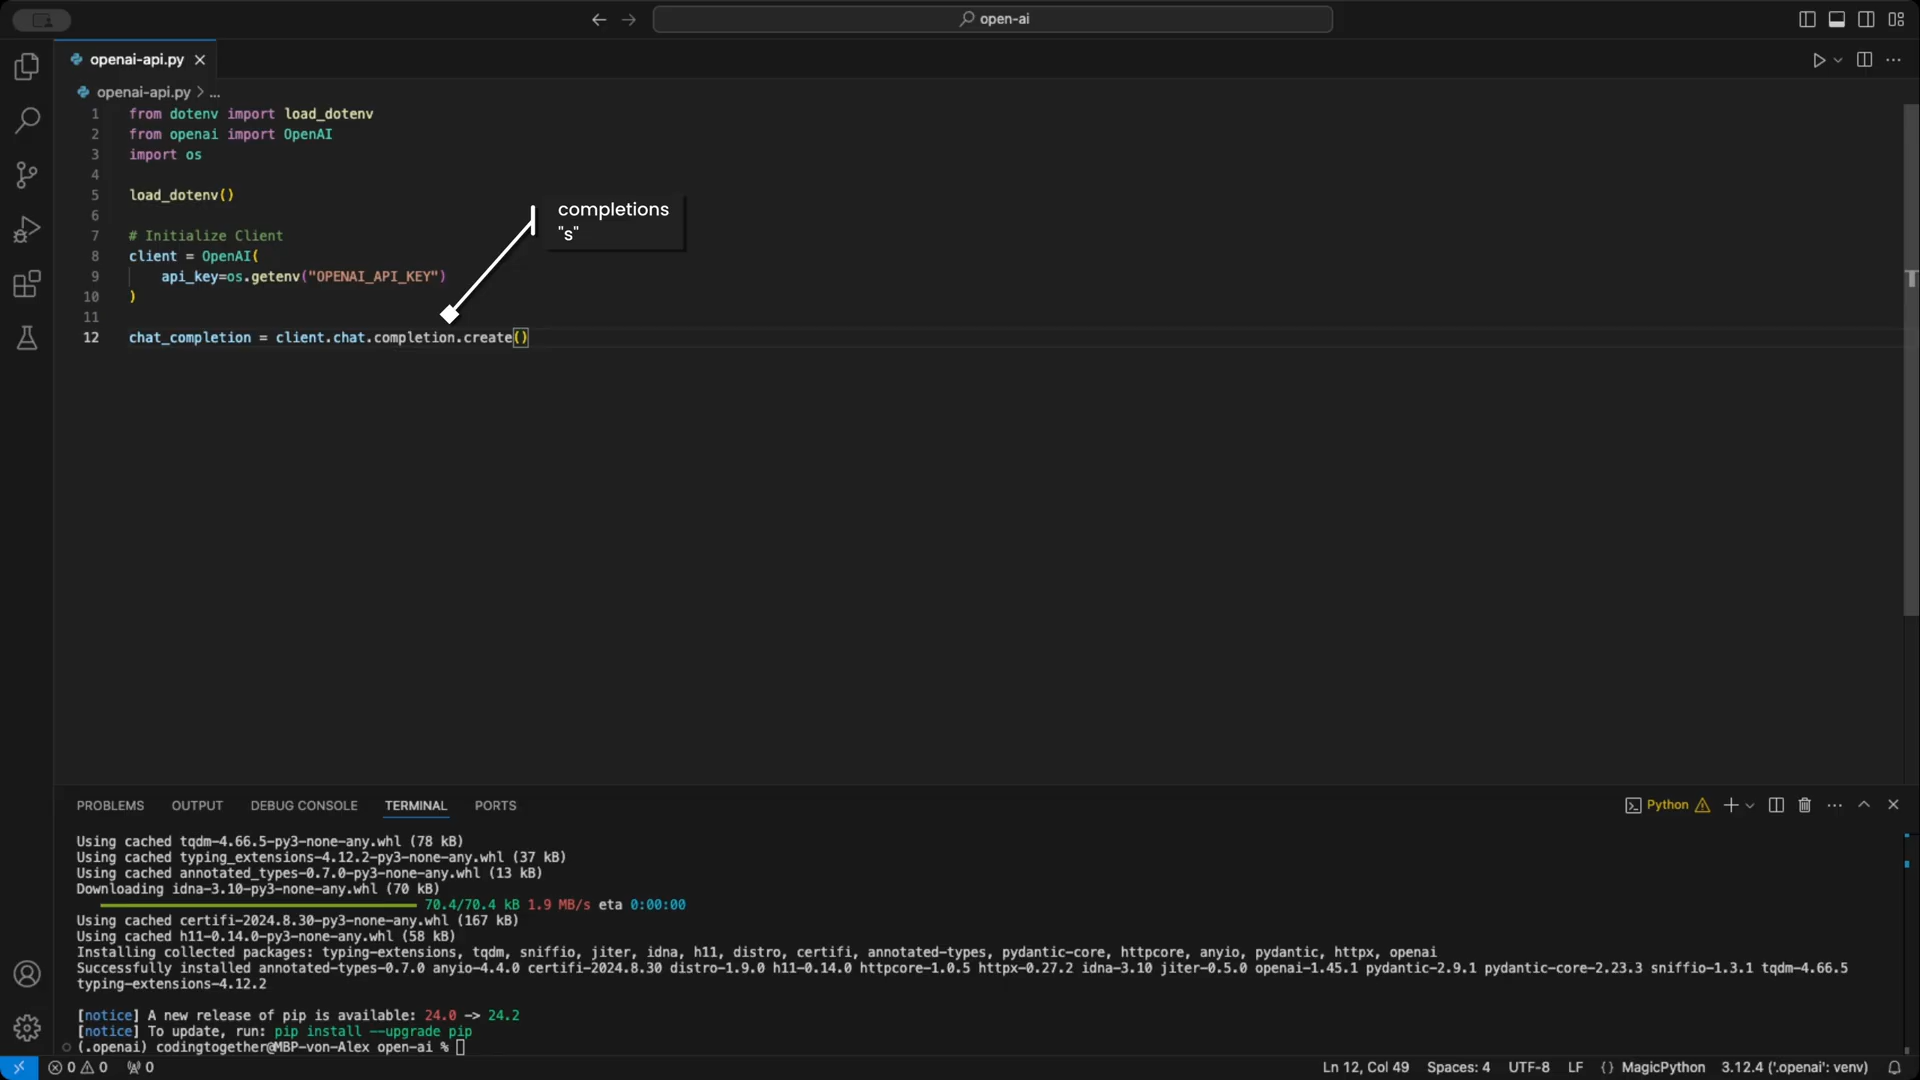 open-ai
openai-api.py
openai-api.py > ...
1 from dotenv import load_dotenv
2 from openai import OpenAI
3 import os
4
5 load_dotenv()
6
7 # Initialize Client
8 client = OpenAI(
9 api_key=os.getenv("OPENAI_API_KEY")
10 )
11
12 chat_completion = client.chat.completion.create()
completions
"s"
PROBLEMS OUTPUT DEBUG CONSOLE TERMINAL PORTS
Python
Using cached tqdm-4.66.5-py3-none-any.whl (78 kB)
Using cached typing_extensions-4.12.2-py3-none-any.whl (37 kB)
Using cached annotated_types-0.7.0-py3-none-any.whl (13 kB)
Downloading idna-3.10-py3-none-any.whl (70 kB)
70.4/70.4 kB 1.9 MB/s eta 0:00:00
Using cached certifi-2024.8.30-py3-none-any.whl (167 kB)
Using cached h11-0.14.0-py3-none-any.whl (58 kB)
Installing collected packages: typing-extensions, tqdm, sniffio, jiter, idna, h11, distro, certifi, annotated-types, pydantic-core, httpcore, anyio, pydantic, httpx, openai
Successfully installed annotated-types-0.7.0 anyio-4.4.0 certifi-2024.8.30 distro-1.9.0 h11-0.14.0 httpcore-1.0.5 httpx-0.27.2 idna-3.10 jiter-0.5.0 openai-1.45.1 pydantic-2.9.1 pydantic-core-2.23.3 sniffio-1.3.1 tqdm-4.66.5
typing-extensions-4.12.2
[notice] A new release of pip is available: 24.0 -> 24.2
[notice] To update, run: pip install --upgrade pip
(.openai) codingtogether@MBP-von-Alex open-ai %
0 0 0 Ln 12, Col 49 Spaces: 4 UTF-8 LF {} MagicPython 3.12.4 ('.openai': venv)